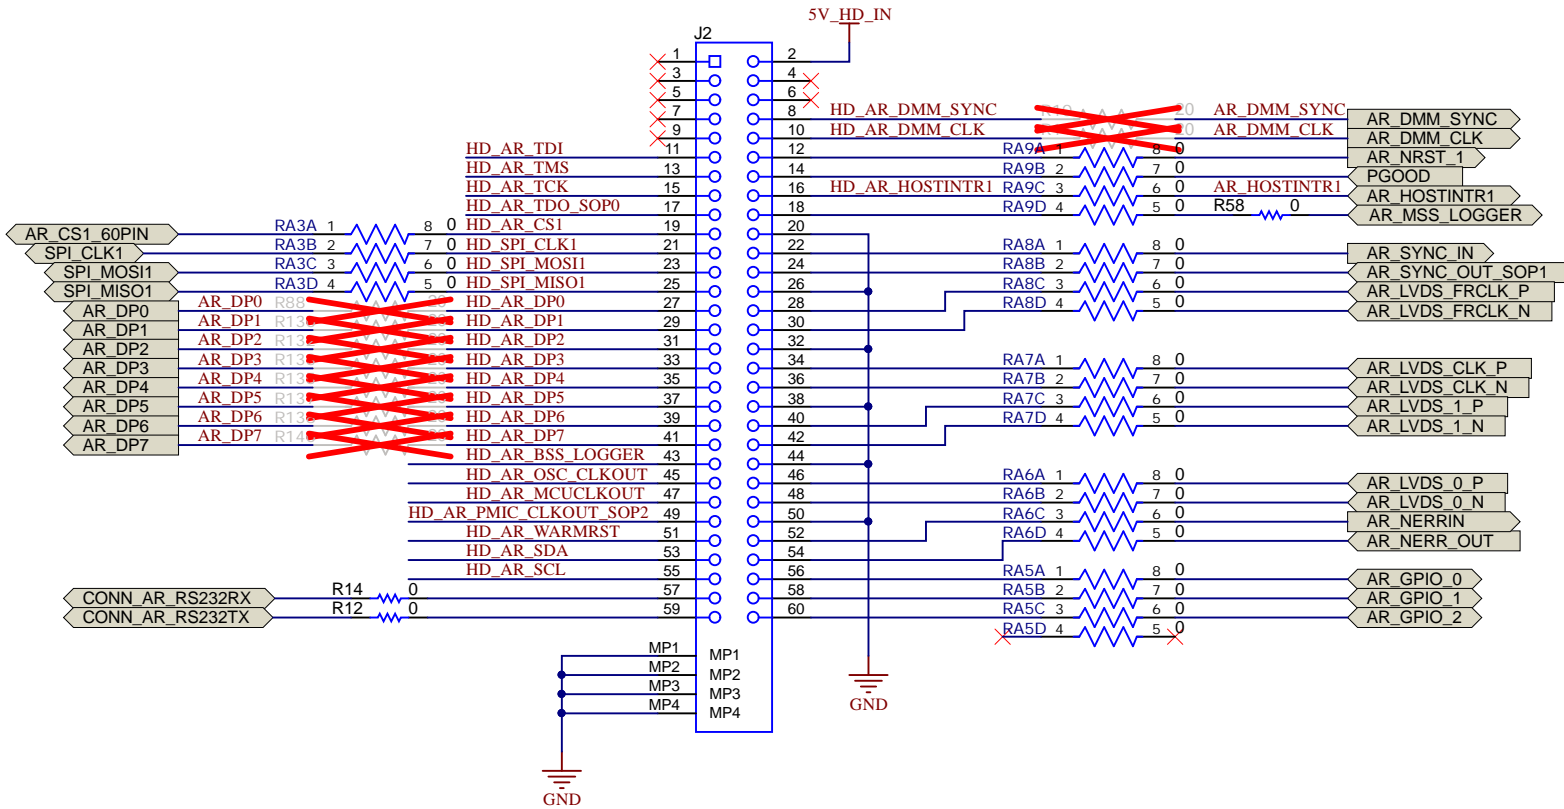 5V_HD_IN
J2
1 2
3 4
5 6
7 8 HD_AR_DMM_SYNC AR_DMM_SYNC AR_DMM_SYNC
9 10 HD_AR_DMM_CLK AR_DMM_CLK AR_DMM_CLK
HD_AR_TDI 11 12 RA9A 1 8 0 AR_NRST_1
HD_AR_TMS 13 14 RA9B 2 7 0 PGOOD
HD_AR_TCK 15 16 HD_AR_HOSTINTR1 RA9C 3 6 0 AR_HOSTINTR1 AR_HOSTINTR1
HD_AR_TDO_SOP0 17 18 RA9D 4 5 0 R58 0 AR_MSS_LOGGER
AR_CS1_60PIN RA3A 1 8 0 HD_AR_CS1 19 20
SPI_CLK1 RA3B 2 7 0 HD_SPI_CLK1 21 22 RA8A 1 8 0 AR_SYNC_IN
SPI_MOSI1 RA3C 3 6 0 HD_SPI_MOSI1 23 24 RA8B 2 7 0 AR_SYNC_OUT_SOP1
SPI_MISO1 RA3D 4 5 0 HD_SPI_MISO1 25 26 RA8C 3 6 0 AR_LVDS_FRCLK_P
AR_DP0 AR_DP0 R88 HD_AR_DP0 27 28 RA8D 4 5 0 AR_LVDS_FRCLK_N
AR_DP1 AR_DP1 HD_AR_DP1 29 30
AR_DP2 AR_DP2 HD_AR_DP2 31 32
AR_DP3 AR_DP3 HD_AR_DP3 33 34 RA7A 1 8 0 AR_LVDS_CLK_P
AR_DP4 AR_DP4 HD_AR_DP4 35 36 RA7B 2 7 0 AR_LVDS_CLK_N
AR_DP5 AR_DP5 HD_AR_DP5 37 38 RA7C 3 6 0 AR_LVDS_1_P
AR_DP6 AR_DP6 HD_AR_DP6 39 40 RA7D 4 5 0 AR_LVDS_1_N
AR_DP7 AR_DP7 HD_AR_DP7 41 42
HD_AR_BSS_LOGGER 43 44
HD_AR_OSC_CLKOUT 45 46 RA6A 1 8 0 AR_LVDS_0_P
HD_AR_MCUCLKOUT 47 48 RA6B 2 7 0 AR_LVDS_0_N
HD_AR_PMIC_CLKOUT_SOP2 49 50 RA6C 3 6 0 AR_NERRIN
HD_AR_WARMRST 51 52 RA6D 4 5 0 AR_NERR_OUT
HD_AR_SDA 53 54
HD_AR_SCL 55 56 RA5A 1 8 0 AR_GPIO_0
CONN_AR_RS232RX R14 0 57 58 RA5B 2 7 0 AR_GPIO_1
CONN_AR_RS232TX R12 0 59 60 RA5C 3 6 0 AR_GPIO_2
RA5D 4 5 0
MP1 MP1
MP2 MP2
MP3 MP3
MP4 MP4
GND
GND